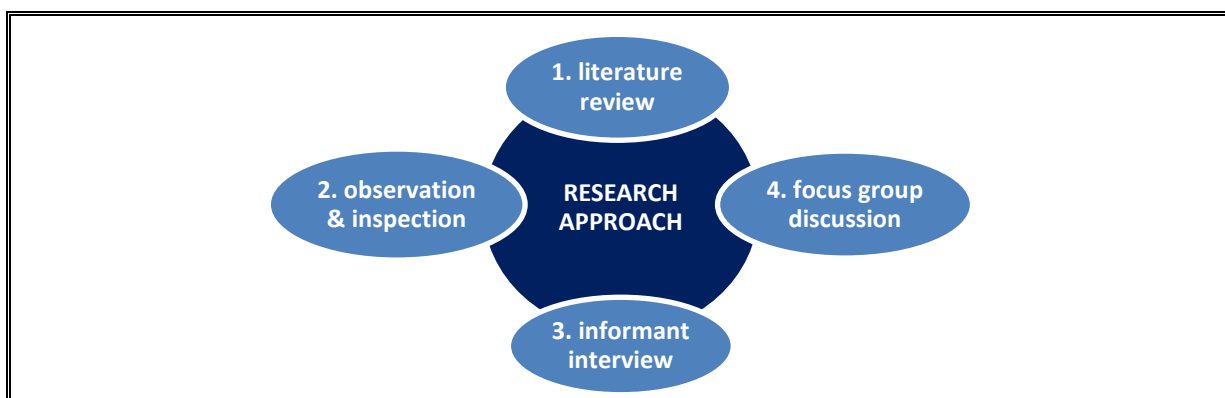 1. literature
review
2. observation
& inspection
RESEARCH
APPROACH
4. focus group
discussion
3. informant
interview